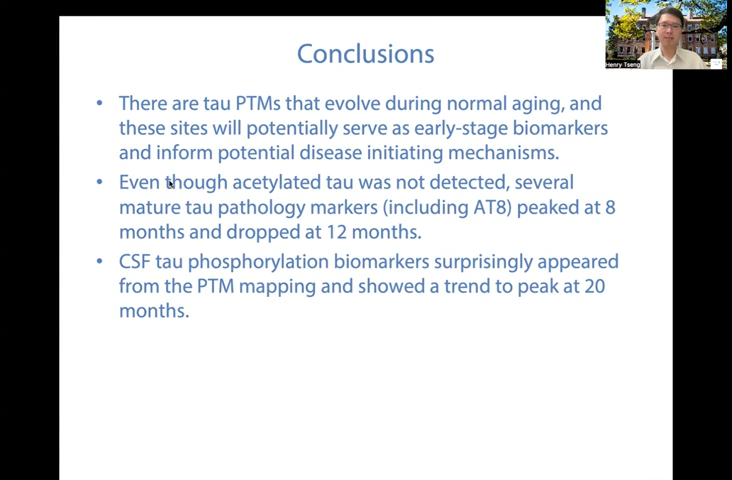 Conclusions
• There are tau PTMs that evolve during normal aging, and
these sites will potentially serve as early-stage biomarkers
and inform potential disease initiating mechanisms.
• Even though acetylated tau was not detected, several
mature tau pathology markers (including AT8) peaked at 8
months and dropped at 12 months.
• CSF tau phosphorylation biomarkers surprisingly appeared
from the PTM mapping and showed a trend to peak at 20
months.
Henry Tseng